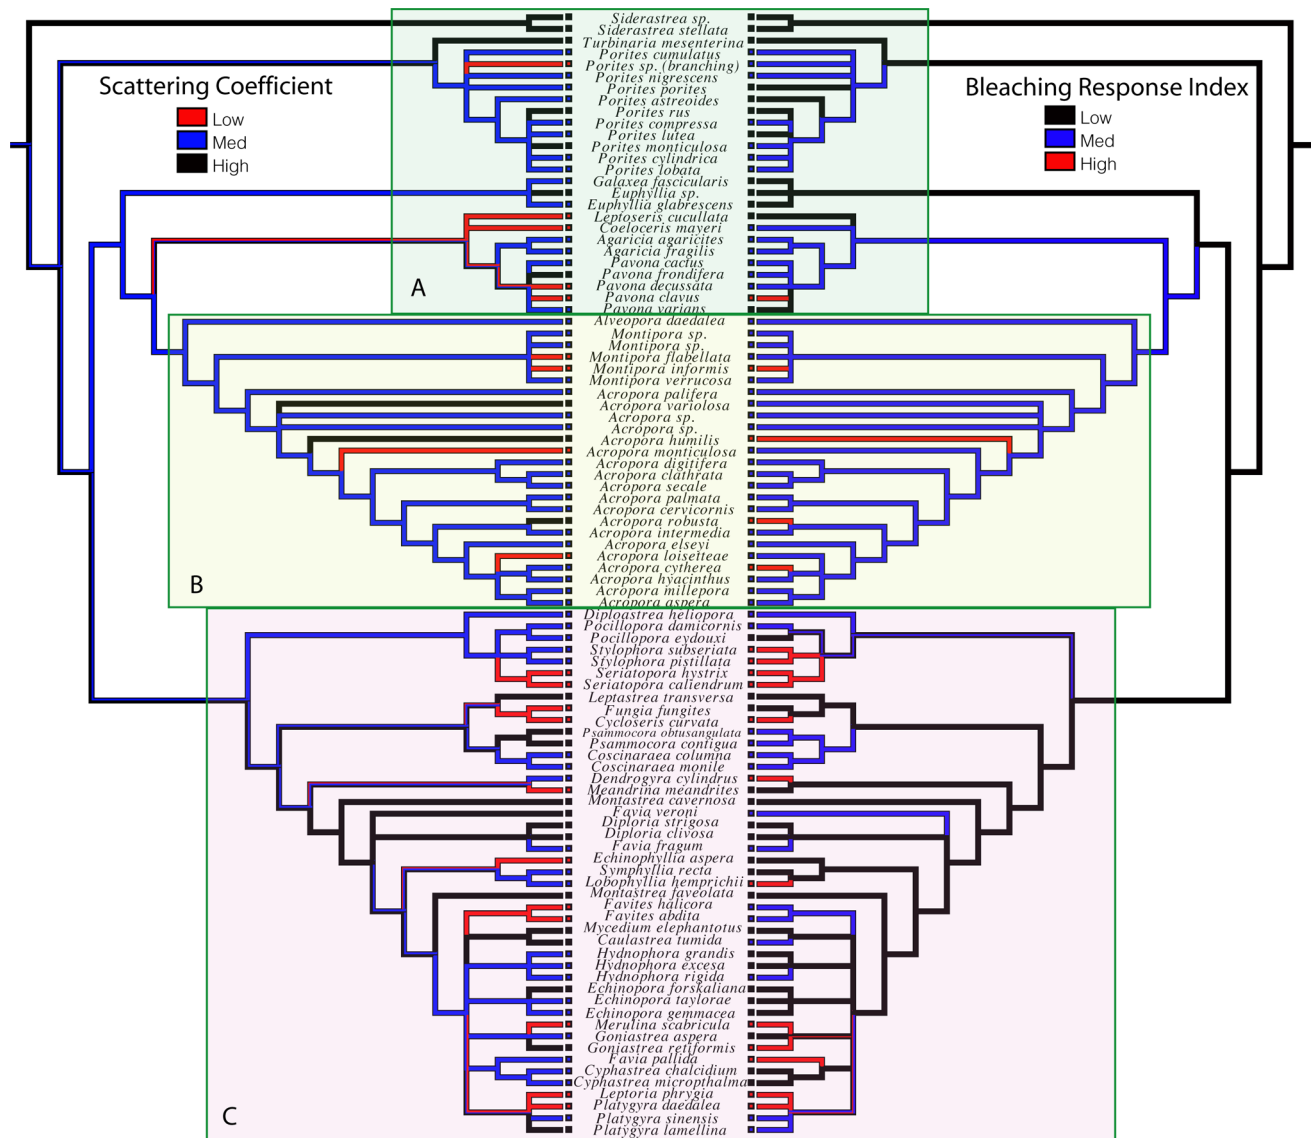 Siderastrea sp.
Siderastrea stellata
Turbinaria mesenterina
Porites cumulatus
Porites sp. (branching)
Porites nigrescens
Porites porites
Porites astreoides
Porites rus
Porites compressa
Porites lutea
Porites monticulosa
Porites cylindrica
Porites lobata
Galaxea fascicularis
Euphyllia sp.
Euphyllia glabrescens
Leptoseris cucullata
Coeloceris mayeri
Agaricia agaricites
Agaricia fragilis
Pavona cactus
Pavona frondifera
Pavona decussata
Pavona clavus
Pavona varians
Alveopora daedalea
Montipora sp.
Montipora sp.
Montipora flabellata
Montipora informis
Montipora verrucosa
Acropora palifera
Acropora variolosa
Acropora sp.
Acropora sp.
Acropora humilis
Acropora monticulosa
Acropora digitifera
Acropora clathrata
Acropora secale
Acropora palmata
Acropora cervicornis
Acropora robusta
Acropora intermedia
Acropora elseyi
Acropora loisetteae
Acropora cytherea
Acropora hyacinthus
Acropora millepora
Acropora aspera
Diploastrea heliopora
Pocillopora damicornis
Pocillopora eydouxi
Stylophora subseriata
Stylophora pistillata
Seriatopora hystrix
Seriatopora caliendrum
Leptastrea transversa
Fungia fungites
Cycloseris curvata
Psammocora obtusangulata
Psammocora contigua
Coscinaraea columna
Coscinaraea monile
Dendrogyra cylindrus
Meandrina meandrites
Montastrea cavernosa
Favia veroni
Diploria strigosa
Diploria clivosa
Favia fragum
Echinophyllia aspera
Symphyllia recta
Lobophyllia hemprichii
Montastrea faveolata
Favites halicora
Favites abdita
Mycedium elephantotus
Caulastrea tumida
Hydnophora grandis
Hydnophora excesa
Hydnophora rigida
Echinopora forskaliana
Echinopora taylorae
Echinopora gemmacea
Merulina scabricula
Goniastrea aspera
Goniastrea retiformis
Favia pallida
Cyphastrea chalcidium
Cyphastrea micropthalma
Leptoria phrygia
Platygyra daedalea
Platygyra sinensis
Platygyra lamellina
Scattering Coefficient
Low
Med
High
Bleaching Response Index
Low
Med
High
A
B
C